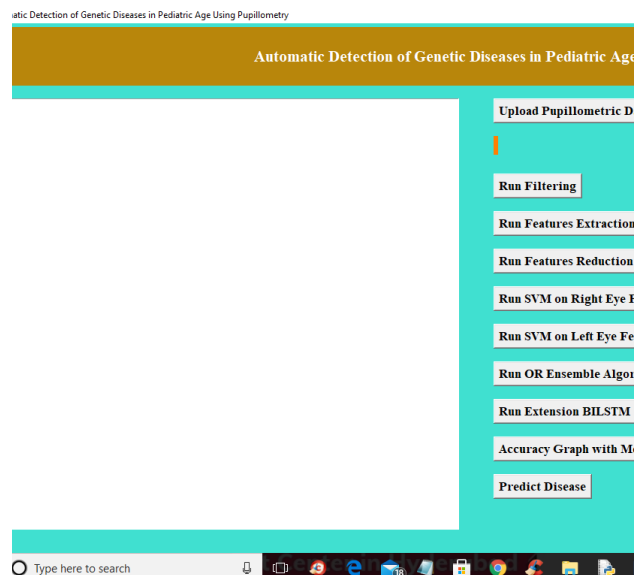 atic Detection of Genetic Diseases in Pediatric Age Using Pupillometry
Automatic Detection of Genetic Diseases in Pediatric Age
Upload Pupillometric D
Run Filtering
Run Features Extraction
Run Features Reduction
Run SVM on Right Eye F
Run SVM on Left Eye Fe
Run OR Ensemble Algor
Run Extension BILSTM
Accuracy Graph with M
Predict Disease
Type here to search
18